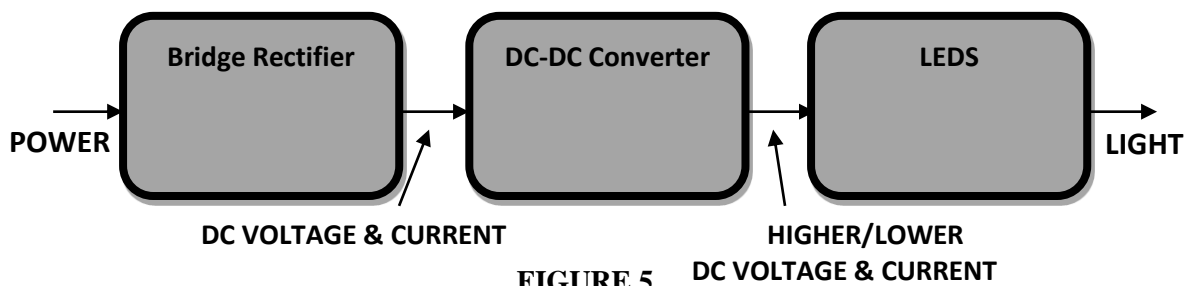 Bridge Rectifier
DC-DC Converter
LEDS
POWER
LIGHT
DC VOLTAGE & CURRENT
HIGHER/LOWER
DC VOLTAGE & CURRENT
FIGURE 5